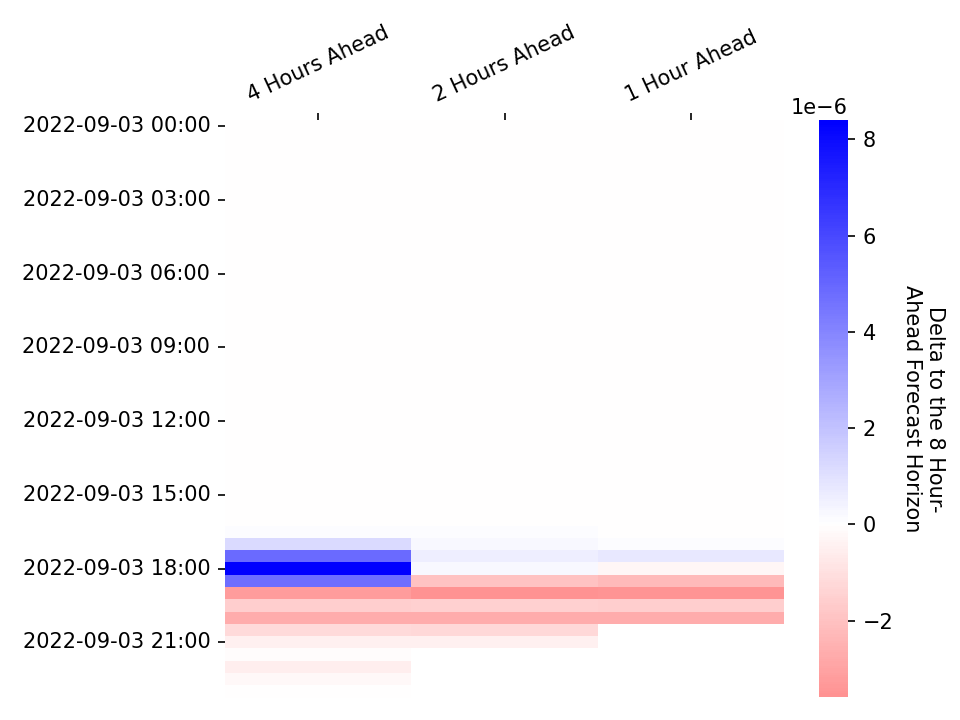 4 Hours Ahead
2 Hours Ahead
1 Hour Ahead
2022-09-03 00:00
2022-09-03 03:00
2022-09-03 06:00
2022-09-03 09:00
2022-09-03 12:00
2022-09-03 15:00
2022-09-03 18:00
2022-09-03 21:00
1e−6
8
6
4
2
0
−2
Delta to the 8 Hour-
Ahead Forecast Horizon